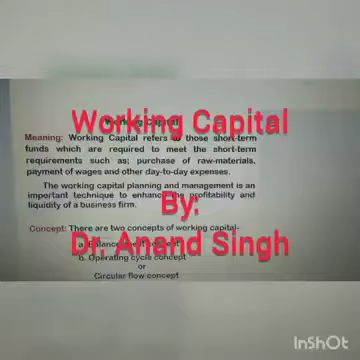 Working Capital
Meaning: Working Capital refers to those short-term
funds which are required to meet the short-term
requirements such as; purchase of raw-materials,
payment of wages and other day-to-day expenses.
The working capital planning and management is an
important technique to enhance the profitability and
liquidity of a business firm.
Concept: There are two concepts of working capital-
a. Balance
b. Operating cycle concept
or
Circular flow concept
Working Capital
By:
Dr. Anand Singh
InShOt